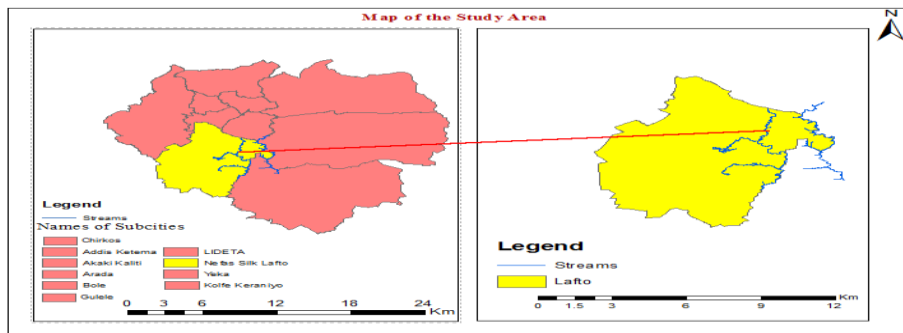 Map of the Study Area
N
Legend
Streams
Names of Subcities
Chirkos
Addis Ketema
LIDETA
Akaki Kaliti
Nefas Silk Lafto
Arada
Yeka
Bole
Kolfe Keraniyo
Gulele
0 3 6 12 18 24 Km
Legend
Streams
Lafto
0 1.5 3 6 9 12 Km